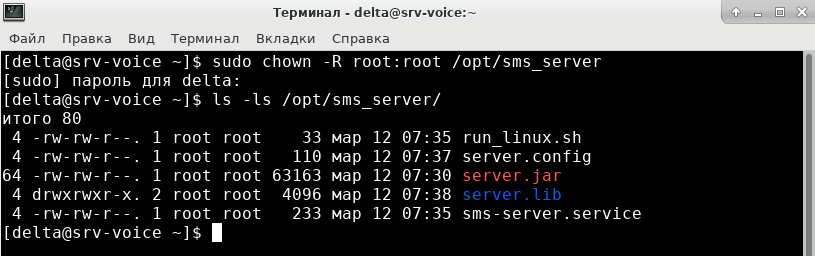 Терминал - delta@srv-voice:~
Файл Правка Вид Терминал Вкладки Справка
[delta@srv-voice ~]$ sudo chown -R root:root /opt/sms_server
[sudo] пароль для delta:
[delta@srv-voice ~]$ ls -ls /opt/sms_server/
итого 80
 4 -rw-rw-r--. 1 root root    33 мар 12 07:35 run_linux.sh
 4 -rw-rw-r--. 1 root root   110 мар 12 07:37 server.config
64 -rw-rw-r--. 1 root root 63163 мар 12 07:30 server.jar
 4 drwxrwxr-x. 2 root root  4096 мар 12 07:38 server.lib
 4 -rw-rw-r--. 1 root root   233 мар 12 07:35 sms-server.service
[delta@srv-voice ~]$